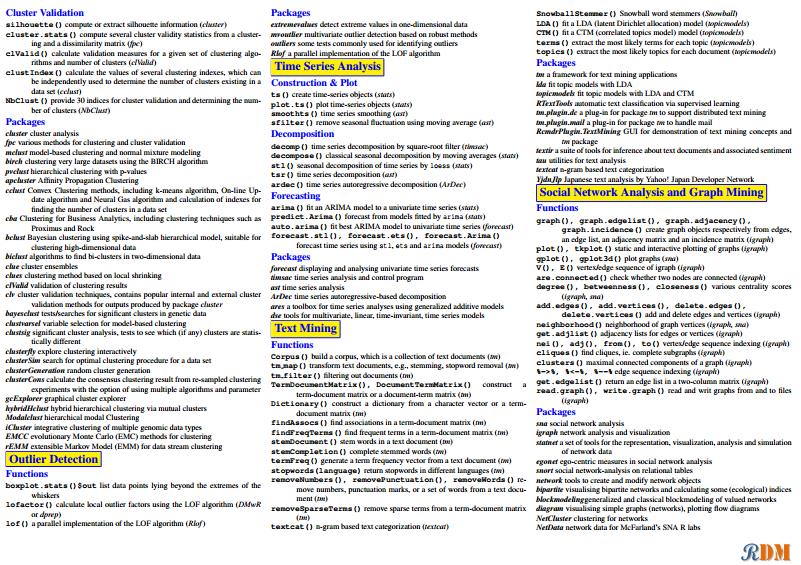 Cluster Validation
silhouette() compute or extract silhouette information (cluster)
cluster.stats() compute several cluster validity statistics from a cluster-
ing and a dissimilarity matrix (fpc)
clValid() calculate validation measures for a given set of clustering algo-
rithms and number of clusters (clValid)
clustIndex() calculate the values of several clustering indexes, which can
be independently used to determine the number of clusters existing in a
data set (cclust)
NbClust() provide 30 indices for cluster validation and determining the num-
ber of clusters (NbClust)
Packages
cluster cluster analysis
fpc various methods for clustering and cluster validation
mclust model-based clustering and normal mixture modeling
birch clustering very large datasets using the BIRCH algorithm
pvclust hierarchical clustering with p-values
apcluster Affinity Propagation Clustering
cclust Convex Clustering methods, including k-means algorithm, On-line Up-
date algorithm and Neural Gas algorithm and calculation of indexes for
finding the number of clusters in a data set
cba Clustering for Business Analytics, including clustering techniques such as
Proximus and Rock
bclust Bayesian clustering using spike-and-slab hierarchical model, suitable for
clustering high-dimensional data
biclust algorithms to find bi-clusters in two-dimensional data
clue cluster ensembles
clues clustering method based on local shrinking
clValid validation of clustering results
clv cluster validation techniques, contains popular internal and external cluster
validation methods for outputs produced by package cluster
bayesclust tests/searches for significant clusters in genetic data
clustvarsel variable selection for model-based clustering
clustsig significant cluster analysis, tests to see which (if any) clusters are statis-
tically different
clusterfly explore clustering interactively
clusterSim search for optimal clustering procedure for a data set
clusterGeneration random cluster generation
clusterCons calculate the consensus clustering result from re-sampled clustering
experiments with the option of using multiple algorithms and parameter
gcExplorer graphical cluster explorer
hybridHclust hybrid hierarchical clustering via mutual clusters
Modalclust hierarchical modal Clustering
iCluster integrative clustering of multiple genomic data types
EMCC evolutionary Monte Carlo (EMC) methods for clustering
rEMM extensible Markov Model (EMM) for data stream clustering
Outlier Detection
Functions
boxplot.stats()$out list data points lying beyond the extremes of the
whiskers
lofactor() calculate local outlier factors using the LOF algorithm (DMwR
or dprep)
lof() a parallel implementation of the LOF algorithm (Rlof)
Packages
extremevalues detect extreme values in one-dimensional data
mvoutlier multivariate outlier detection based on robust methods
outliers some tests commonly used for identifying outliers
Rlof a parallel implementation of the LOF algorithm
Time Series Analysis
Construction & Plot
ts() create time-series objects (stats)
plot.ts() plot time-series objects (stats)
smoothts() time series smoothing (ast)
sfilter() remove seasonal fluctuation using moving average (ast)
Decomposition
decomp() time series decomposition by square-root filter (timsac)
decompose() classical seasonal decomposition by moving averages (stats)
stl() seasonal decomposition of time series by loess (stats)
tsr() time series decomposition (ast)
ardec() time series autoregressive decomposition (ArDec)
Forecasting
arima() fit an ARIMA model to a univariate time series (stats)
predict.Arima() forecast from models fitted by arima (stats)
auto.arima() fit best ARIMA model to univariate time series (forecast)
forecast.stl(), forecast.ets(), forecast.Arima()
forecast time series using stl, ets and arima models (forecast)
Packages
forecast displaying and analysing univariate time series forecasts
timsac time series analysis and control program
ast time series analysis
ArDec time series autoregressive-based decomposition
ares a toolbox for time series analyses using generalized additive models
dse tools for multivariate, linear, time-invariant, time series models
Text Mining
Functions
Corpus() build a corpus, which is a collection of text documents (tm)
tm_map() transform text documents, e.g., stemming, stopword removal (tm)
tm_filter() filtering out documents (tm)
TermDocumentMatrix(), DocumentTermMatrix() construct a
term-document matrix or a document-term matrix (tm)
Dictionary() construct a dictionary from a character vector or a term-
document matrix (tm)
findAssocs() find associations in a term-document matrix (tm)
findFreqTerms() find frequent terms in a term-document matrix (tm)
stemDocument() stem words in a text document (tm)
stemCompletion() complete stemmed words (tm)
termFreq() generate a term frequency vector from a text document (tm)
stopwords(language) return stopwords in different languages (tm)
removeNumbers(), removePunctuation(), removeWords() re-
move numbers, punctuation marks, or a set of words from a text docu-
ment (tm)
removeSparseTerms() remove sparse terms from a term-document matrix
(tm)
textcat() n-gram based text categorization (textcat)
SnowballStemmer() Snowball word stemmers (Snowball)
LDA() fit a LDA (latent Dirichlet allocation) model (topicmodels)
CTM() fit a CTM (correlated topics model) model (topicmodels)
terms() extract the most likely terms for each topic (topicmodels)
topics() extract the most likely topics for each document (topicmodels)
Packages
tm a framework for text mining applications
lda fit topic models with LDA
topicmodels fit topic models with LDA and CTM
RTextTools automatic text classification via supervised learning
tm.plugin.dc a plug-in for package tm to support distributed text mining
tm.plugin.mail a plug-in for package tm to handle mail
RcmdrPlugin.TextMining GUI for demonstration of text mining concepts and
tm package
textir a suite of tools for inference about text documents and associated sentiment
tau utilities for text analysis
textcat n-gram based text categorization
YjdnJlp Japanese text analysis by Yahoo! Japan Developer Network
Social Network Analysis and Graph Mining
Functions
graph(), graph.edgelist(), graph.adjacency(),
graph.incidence() create graph objects respectively from edges,
an edge list, an adjacency matrix and an incidence matrix (igraph)
plot(), tkplot() static and interactive plotting of graphs (igraph)
gplot(), gplot3d() plot graphs (sna)
V(), E() vertex/edge sequence of igraph (igraph)
are.connected() check whether two nodes are connected (igraph)
degree(), betweenness(), closeness() various centrality scores
(igraph, sna)
add.edges(), add.vertices(), delete.edges(),
delete.vertices() add and delete edges and vertices (igraph)
neighborhood() neighborhood of graph vertices (igraph, sna)
get.adjlist() adjacency lists for edges or vertices (igraph)
nei(), adj(), from(), to() vertex/edge sequence indexing (igraph)
cliques() find cliques, ie. complete subgraphs (igraph)
clusters() maximal connected components of a graph (igraph)
%->%, %<-%, %--% edge sequence indexing (igraph)
get.edgelist() return an edge list in a two-column matrix (igraph)
read.graph(), write.graph() read and writ graphs from and to files
(igraph)
Packages
sna social network analysis
igraph network analysis and visualization
statnet a set of tools for the representation, visualization, analysis and simulation
of network data
egonet ego-centric measures in social network analysis
snort social network-analysis on relational tables
network tools to create and modify network objects
bipartite visualising bipartite networks and calculating some (ecological) indices
blockmodeling generalized and classical blockmodeling of valued networks
diagram visualising simple graphs (networks), plotting flow diagrams
NetCluster clustering for networks
NetData network data for McFarland's SNA R labs
RDM